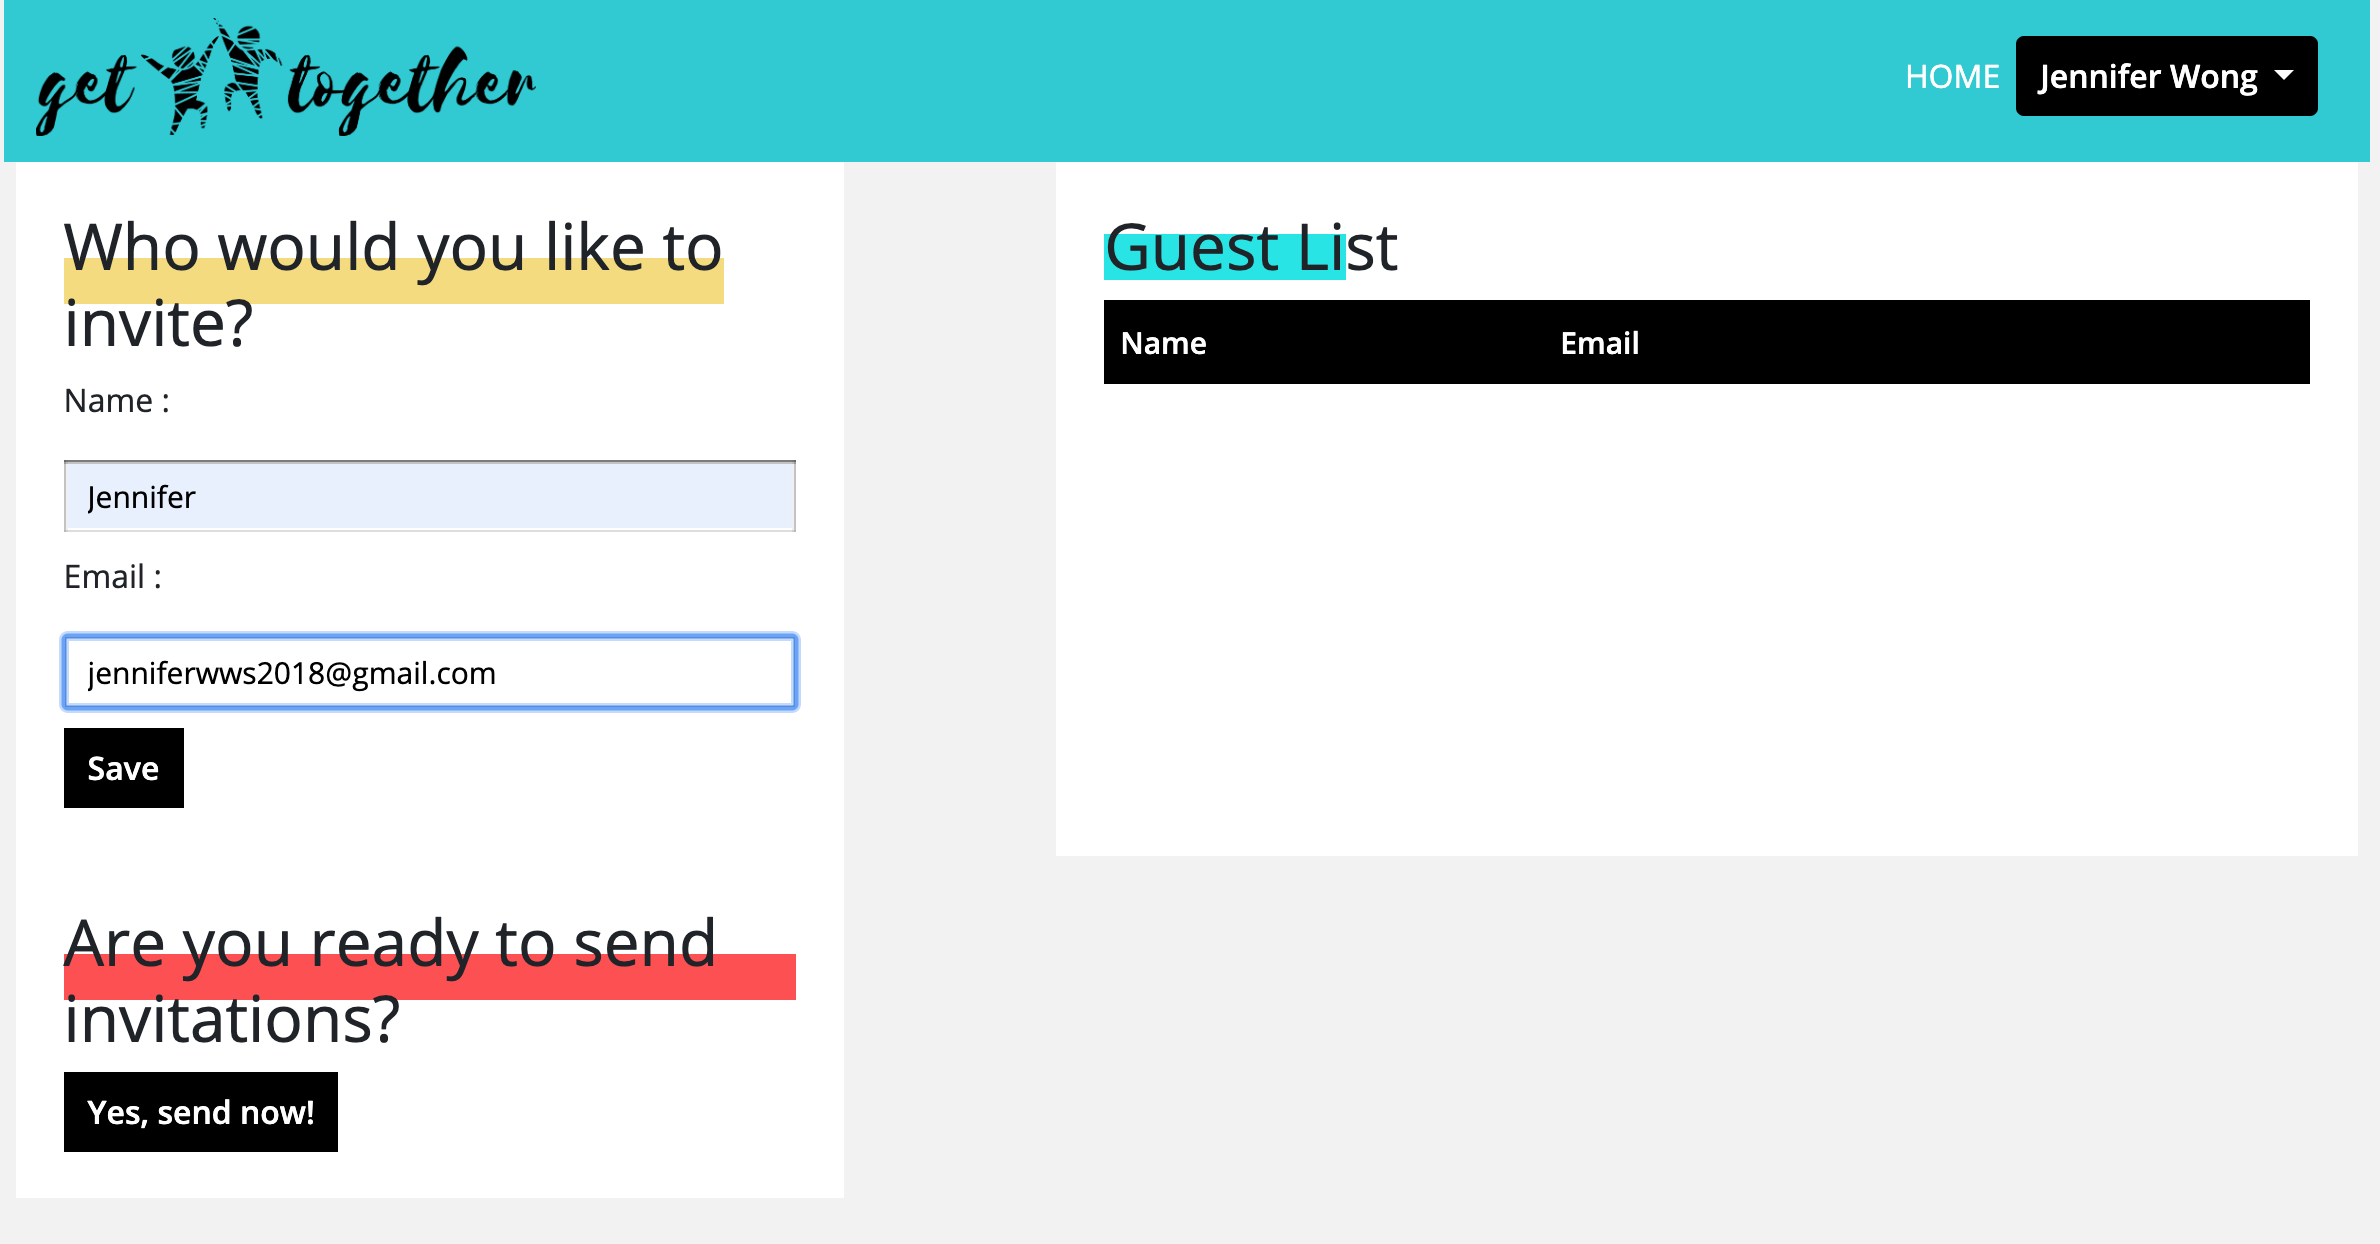 get together
HOME
Jennifer Wong
Who would you like to
invite?
Name :
Jennifer
Email :
jenniferwws2018@gmail.com
Save
Are you ready to send
invitations?
Yes, send now!
Guest List
Name Email